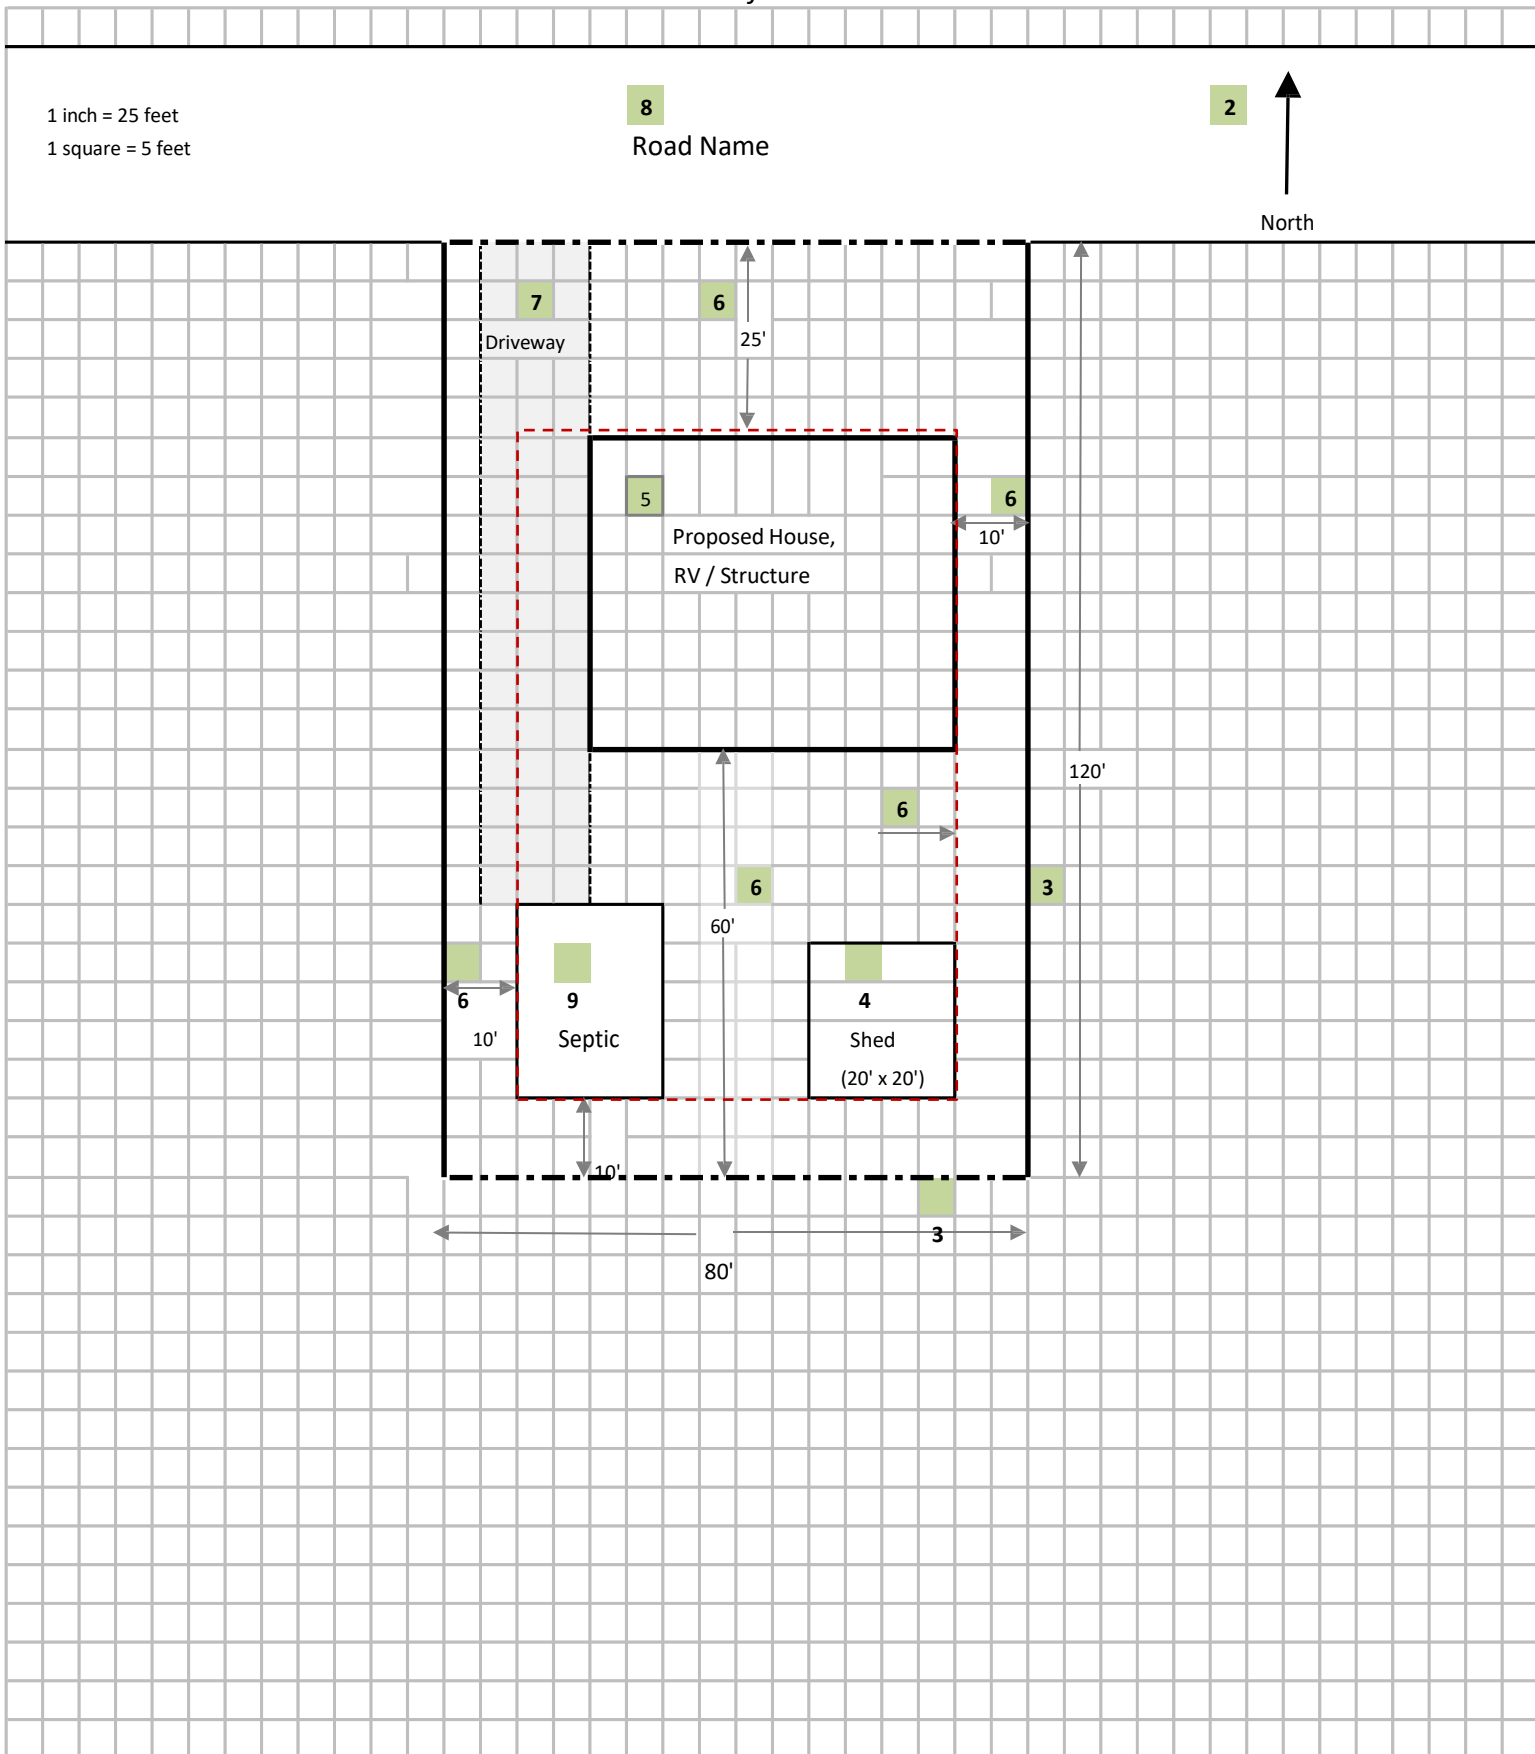 8
2
1 inch = 25 feet
1 square = 5 feet
Road Name
North
7
6
25'
Driveway
5
6
Proposed House,
10'
RV / Structure
120'
6
6
3
60'
6
9
4
10'
Septic
Shed
(20' x 20')
10'
3
80'